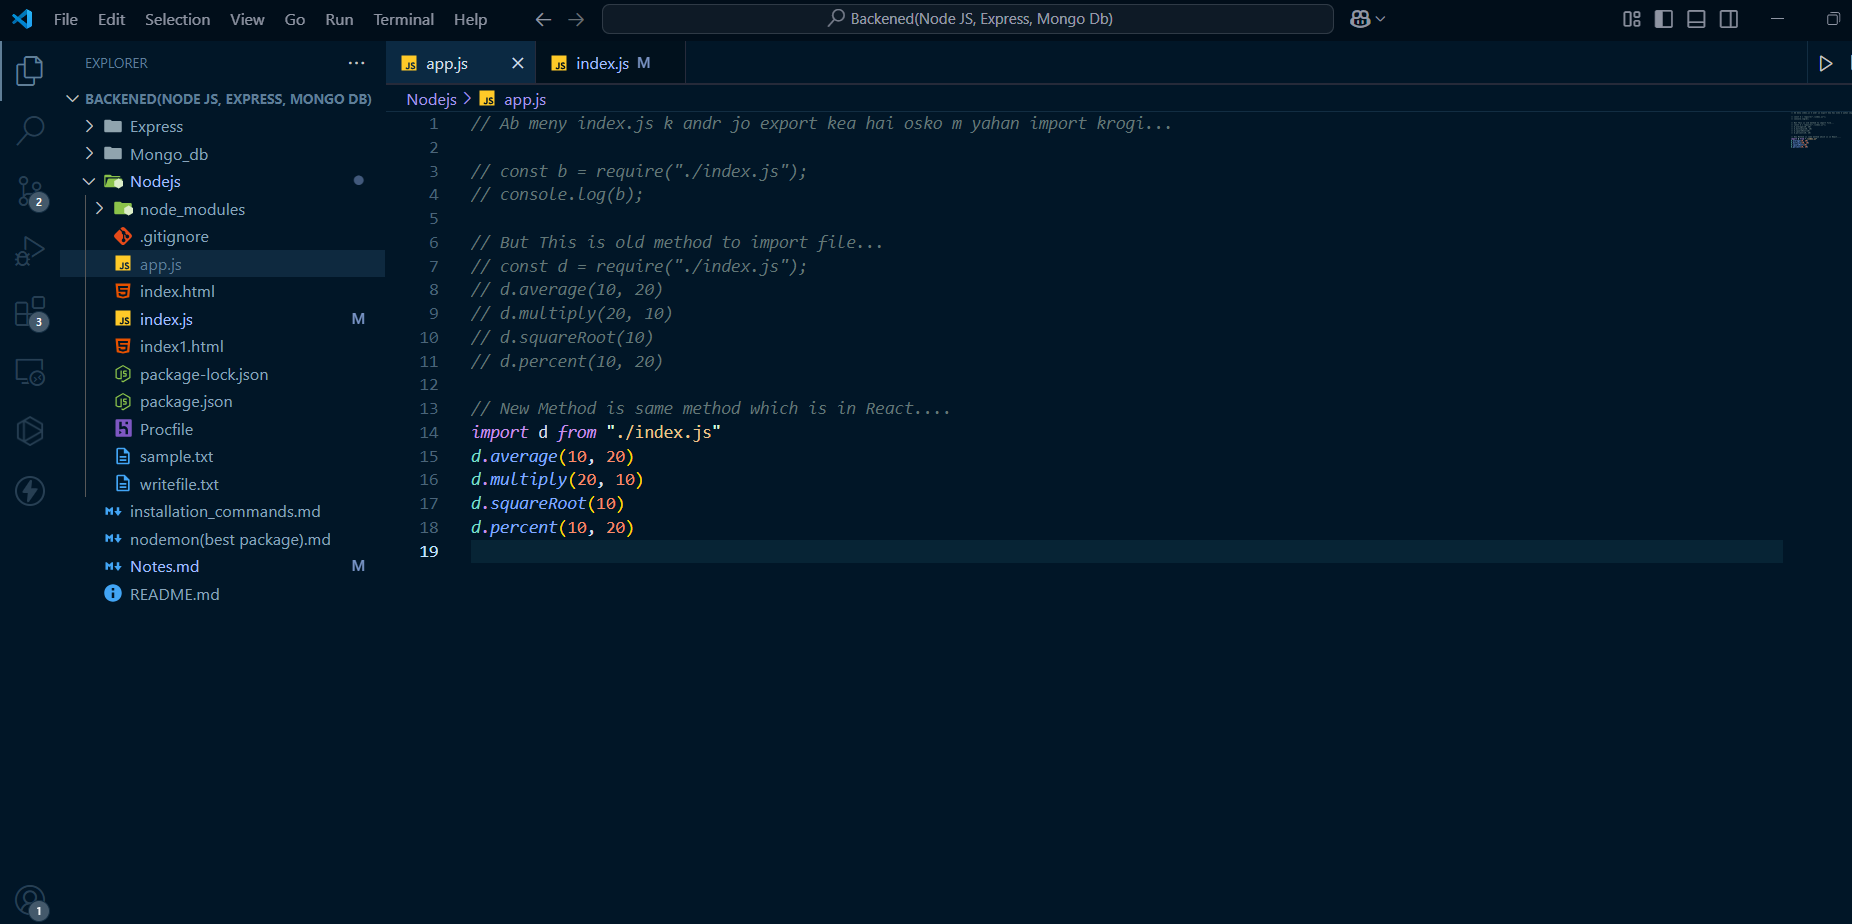 File Edit Selection View Go Run Terminal Help
Backened(Node JS, Express, Mongo Db)
EXPLORER
app.js
index.js M
BACKENED(NODE JS, EXPRESS, MONGO DB)
Express
Mongo_db
Nodejs
node_modules
.gitignore
app.js
index.html
index.js M
index1.html
package-lock.json
package.json
Procfile
sample.txt
writefile.txt
installation_commands.md
nodemon(best package).md
Notes.md M
README.md
2
3
1
Nodejs > app.js
1 // Ab meny index.js k andr jo export kea hai osko m yahan import krogi...
2
3 // const b = require("./index.js");
4 // console.log(b);
5
6 // But This is old method to import file...
7 // const d = require("./index.js");
8 // d.average(10, 20)
9 // d.multiply(20, 10)
10 // d.squareRoot(10)
11 // d.percent(10, 20)
12
13 // New Method is same method which is in React....
14 import d from "./index.js"
15 d.average(10, 20)
16 d.multiply(20, 10)
17 d.squareRoot(10)
18 d.percent(10, 20)
19